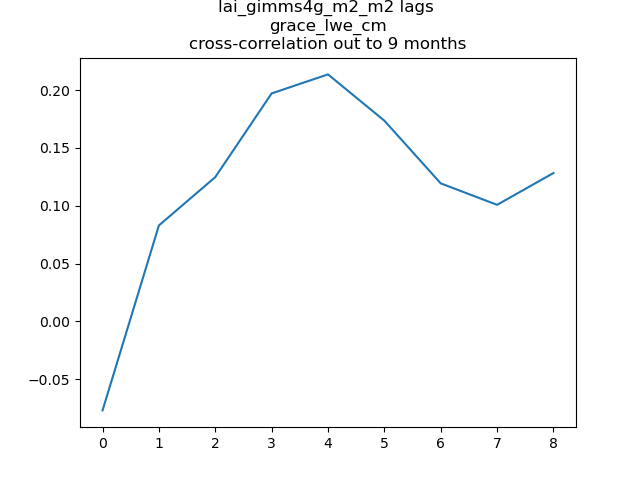 lai_gimms4g_m2_m2 lags
grace_lwe_cm
cross-correlation out to 9 months
0.20
0.15
0.10
0.05
0.00
−0.05
0 1 2 3 4 5 6 7 8